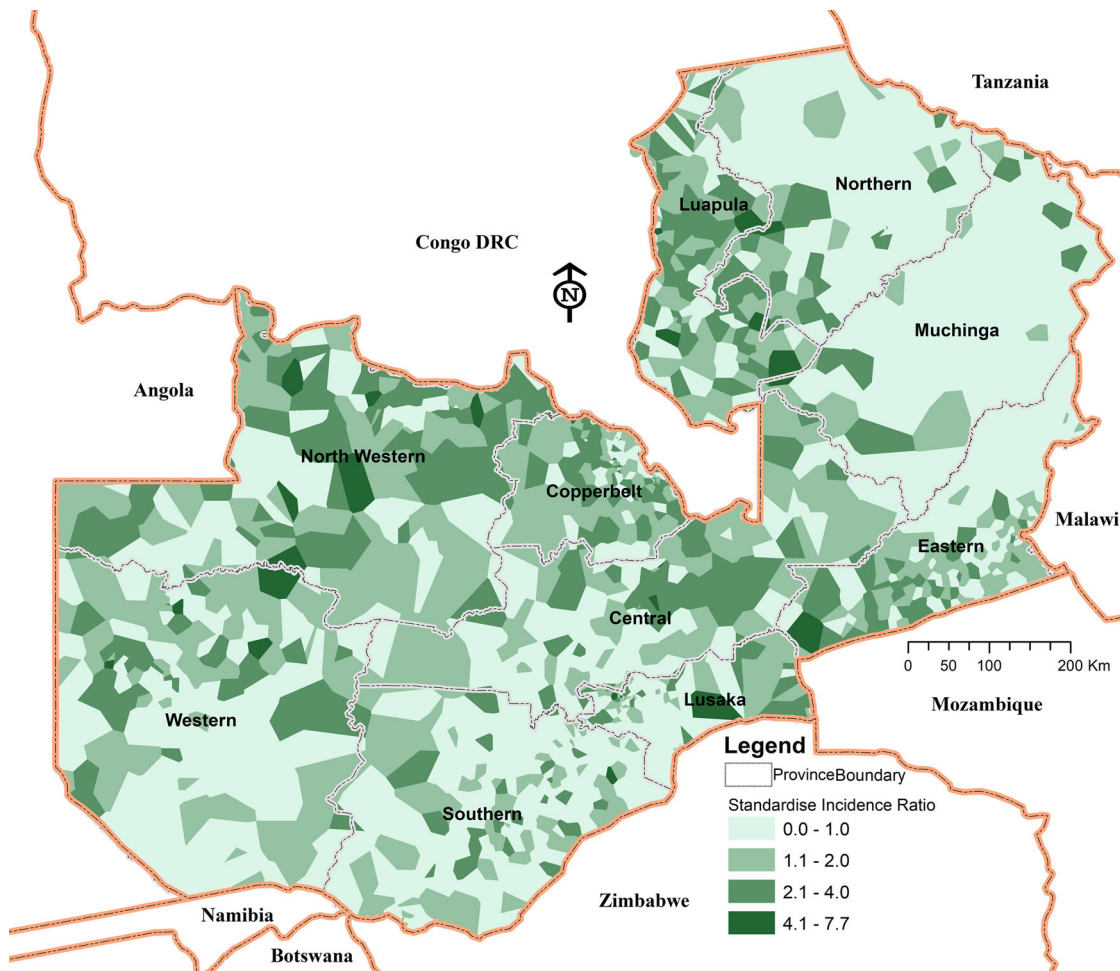 Tanzania
Northern
Luapula
Congo DRC
N
Muchinga
Angola
North Western
Copperbelt
Malawi
Eastern
Central
0 50 100 200 Km
Lusaka
Mozambique
Western
Southern
Legend
ProvinceBoundary
Standardise Incidence Ratio
0.0 - 1.0
1.1 - 2.0
2.1 - 4.0
4.1 - 7.7
Zimbabwe
Namibia
Botswana